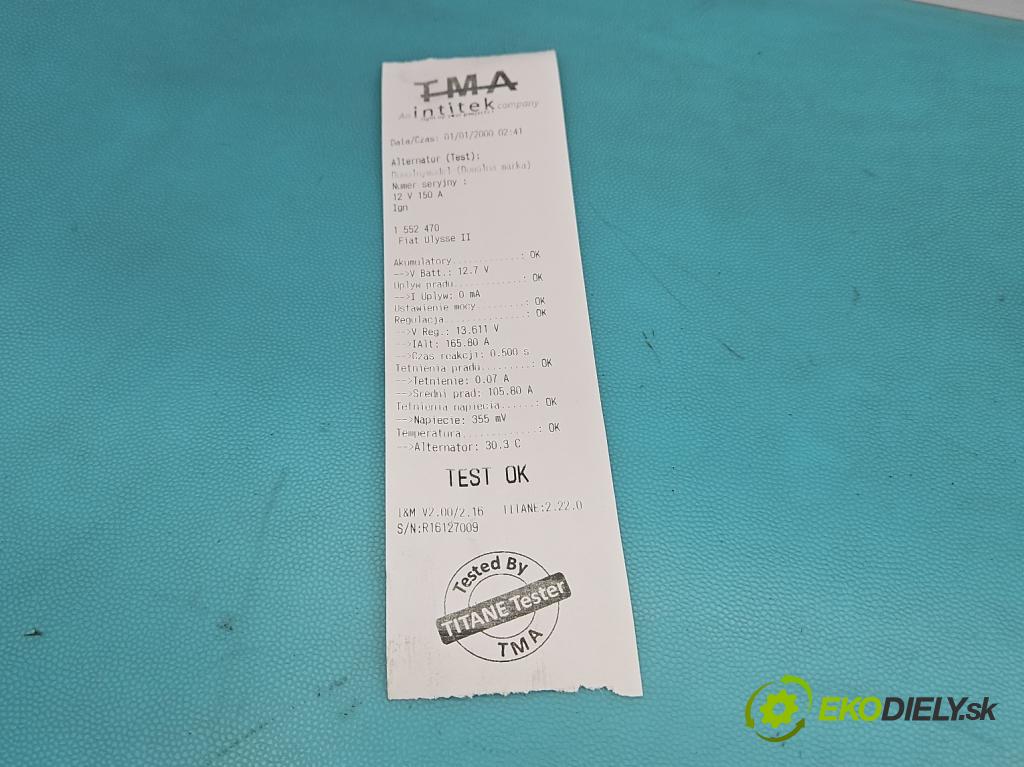 TMA
An intitek company
Data/Czas: 01/01/2000 02:41
Alternatur (Test):
(Domalna marka)
Numer seryjny :
12 V 150 A
Ign
1 552 470
Fiat Ulysse II
Akumulatory............: OK
-->V Batt.: 12.7 V
Uplyw pradu............: OK
-->I Uplyw: 0 mA
Ustawienie mocy........: OK
Regulacja..............: OK
-->V Reg.: 13.611 V
-->IAlt: 165.80 A
-->Czas reakcji: 0.500 s
Tetnienia pradu.........: OK
-->Tetnienie: 0.07 A
-->Sredni prad: 105.80 A
Tetnienia napiecia......: OK
-->Napiecie: 355 mV
Temperatura............: OK
-->Alternator: 30.3 C
TEST OK
I&M V2.00/2.16 TITANE:2.22.0
S/N:R16127009
Tested By
TITANE Tester
TMA
EKODIELY.sk